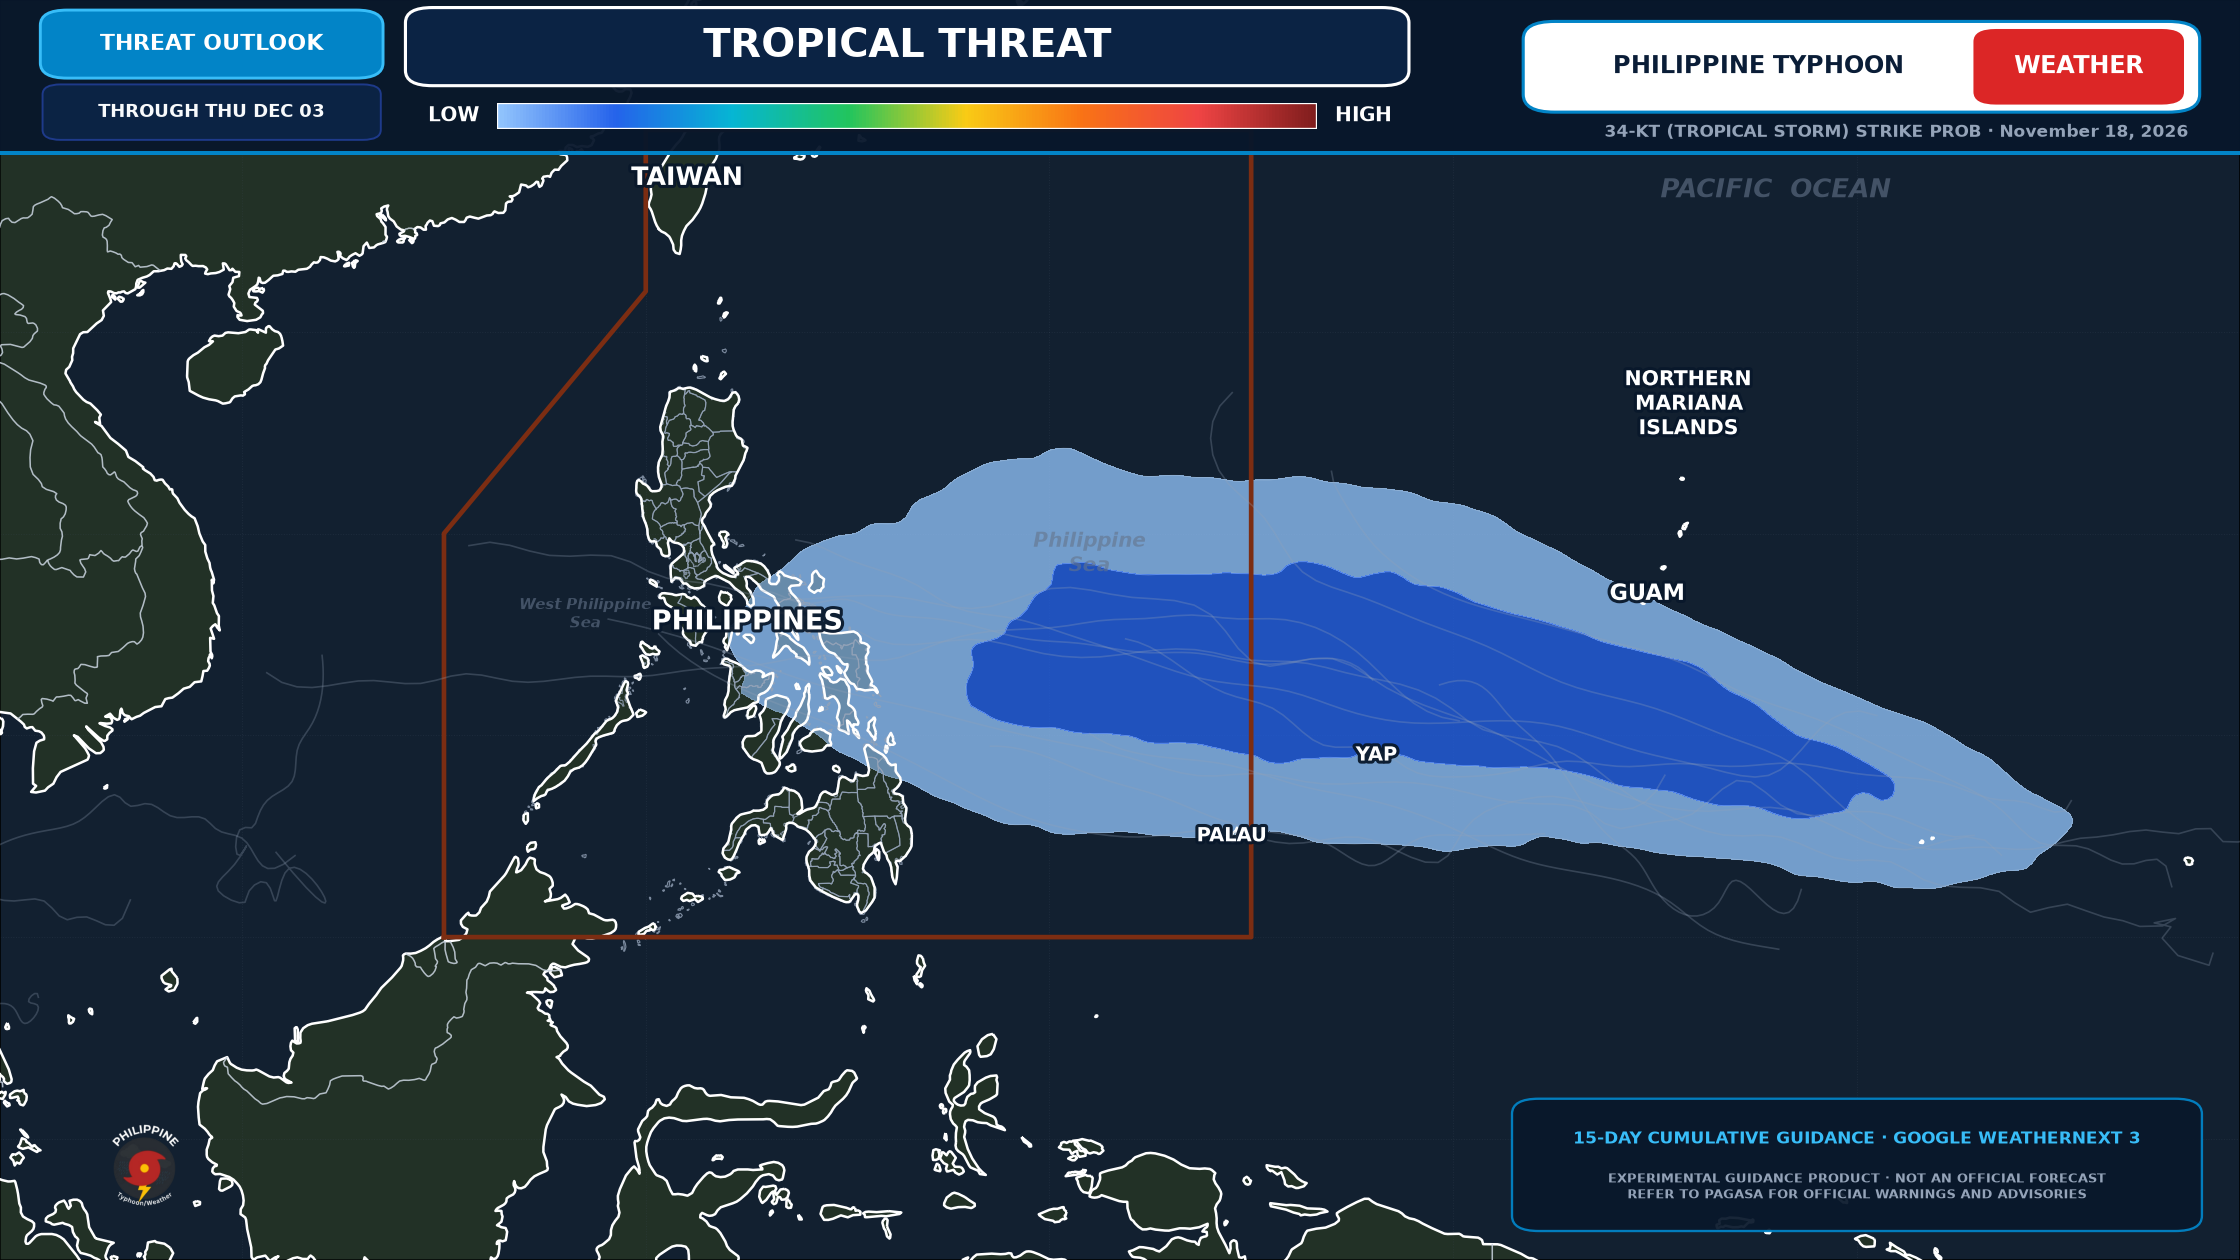 THREAT OUTLOOK
THROUGH THU DEC 03
TROPICAL THREAT
LOW
HIGH
PHILIPPINE TYPHOON
WEATHER
34-KT (TROPICAL STORM) STRIKE PROB · November 18, 2026
TAIWAN
PACIFIC OCEAN
NORTHERN
MARIANA
ISLANDS
Philippine
Sea
GUAM
West Philippine
Sea
PHILIPPINES
YAP
PALAU
PHILIPPINE
Typhoon/Weather
15-DAY CUMULATIVE GUIDANCE · GOOGLE WEATHERNEXT 3
EXPERIMENTAL GUIDANCE PRODUCT · NOT AN OFFICIAL FORECAST
REFER TO PAGASA FOR OFFICIAL WARNINGS AND ADVISORIES